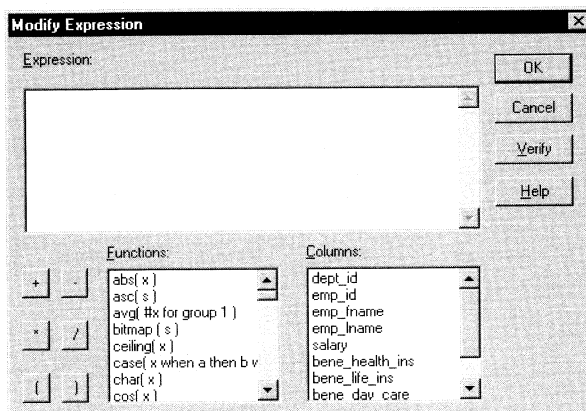 Modify Expression
Expression:
OK
Cancel
Verify
Help
Functions:
abs( x )
asc( s )
avg( #x for group 1 )
bitmap ( s )
ceiling( x )
case( x when a then b v
char( x )
cos( x )
Columns:
dept_id
emp_id
emp_fname
emp_lname
salary
bene_health_ins
bene_life_ins
bene_day_care
+ -
* /
( )